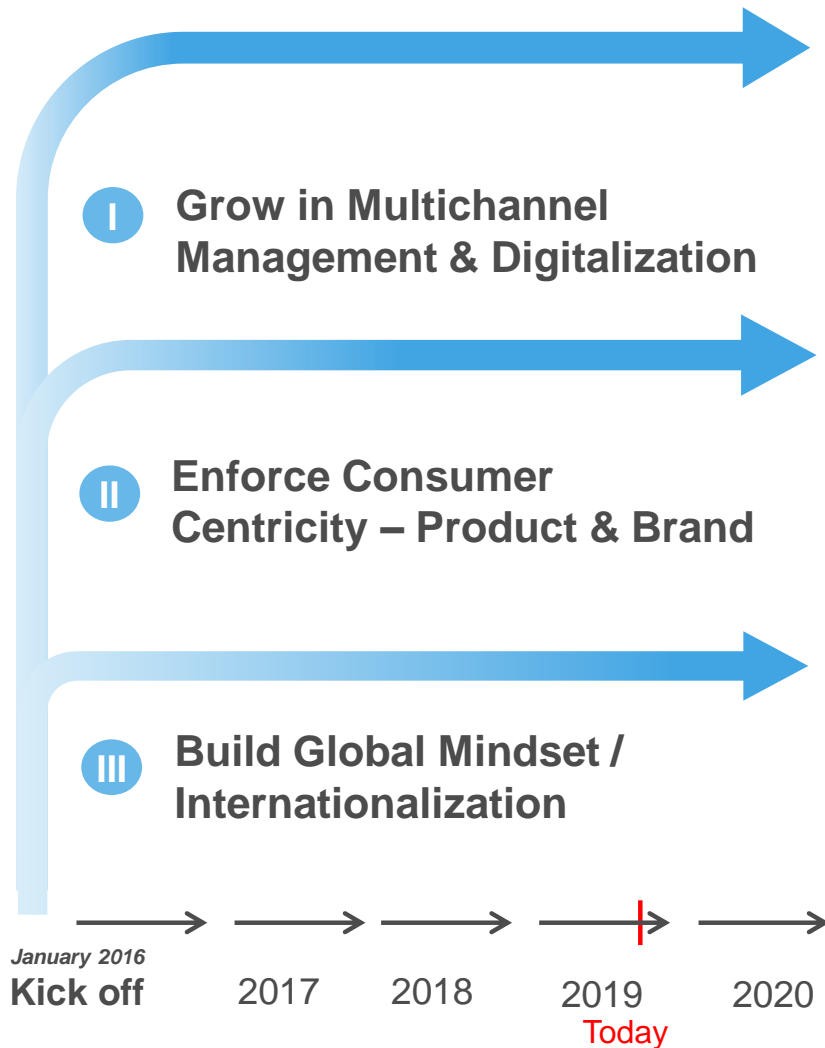 I
Grow in Multichannel
Management & Digitalization
II
Enforce Consumer
Centricity – Product & Brand
III
Build Global Mindset /
Internationalization
January 2016
Kick off
2017
2018
2019
2020
Today